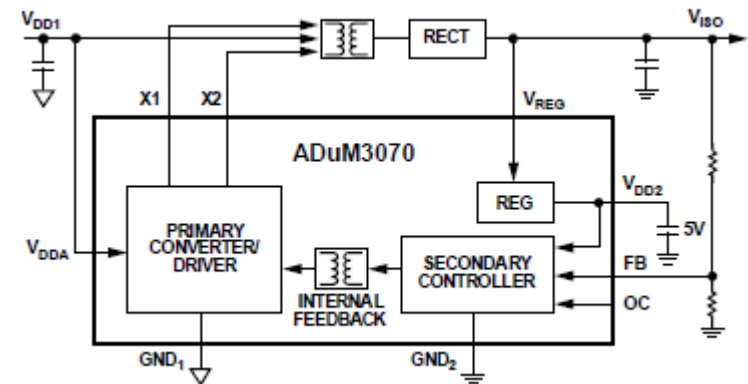 VDD1
VISO
RECT
X1
X2
VREG
ADuM3070
REG
VDD2
5V
PRIMARY
CONVERTER/
DRIVER
VDDA
SECONDARY
CONTROLLER
FB
INTERNAL
FEEDBACK
OC
GND1
GND2